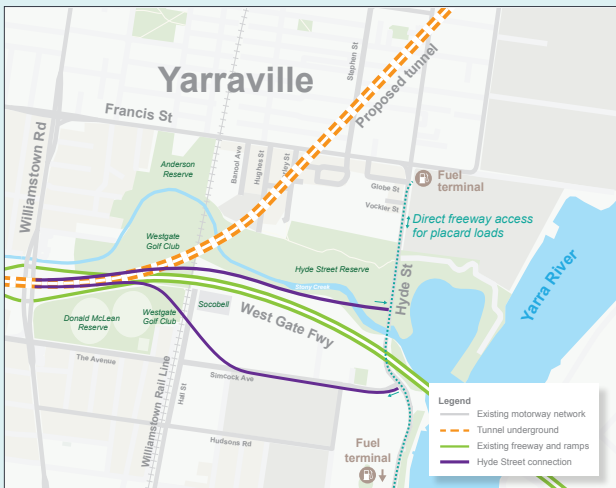 Yarraville
Stephen St
Proposed tunnel
Francis St
Williamstown Rd
Anderson
Reserve
Benool Ave
Hughes St
Globe St
Fuel
terminal
Vockler St
Direct freeway access
for placard loads
Westgate
Golf Club
Hyde Street Reserve
Hyde St
Yarra River
Stony Creek
Socobell
West Gate Fwy
Donald McLean
Reserve
Westgate
Golf Club
The Avenue
Simcock Ave
Hall St
Williamstown Rail Line
Hudsons Rd
Fuel
terminal
Legend
Existing motorway network
Tunnel underground
Existing freeway and ramps
Hyde Street connection